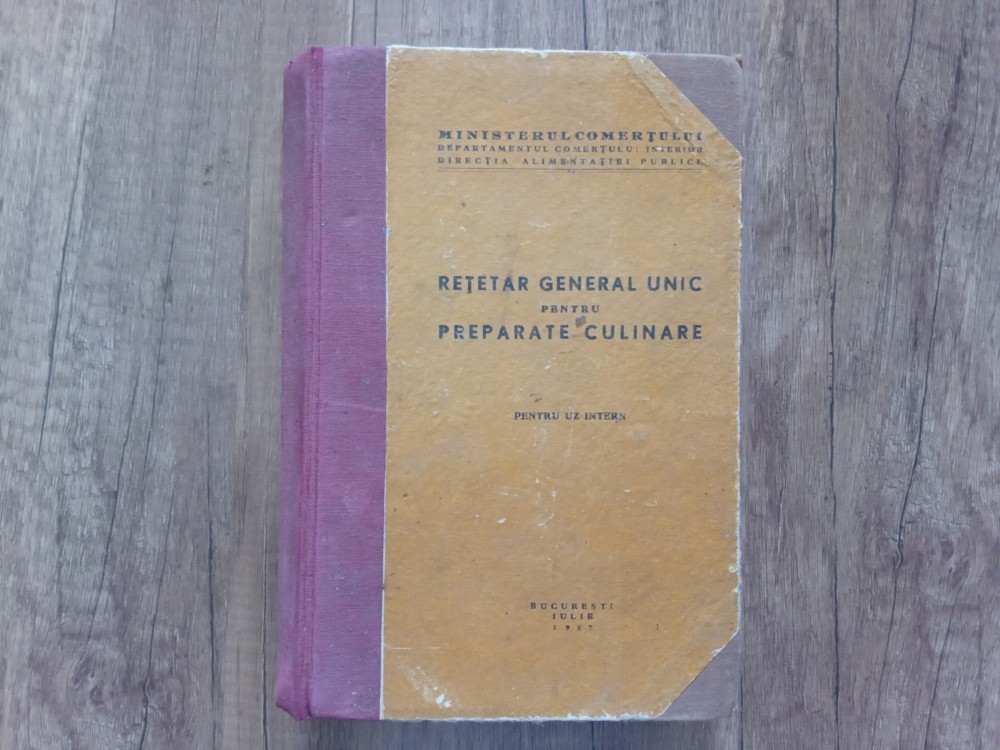 MINISTERUL COMERȚULUI
DEPARTAMENTUL COMERȚULUI INTERIOR
DIRECȚIA ALIMENTAȚIEI PUBLICE
REȚETAR GENERAL UNIC
PENTRU
PREPARATE CULINARE
PENTRU UZ INTERN
BUCUREȘTI
IULIE
1957